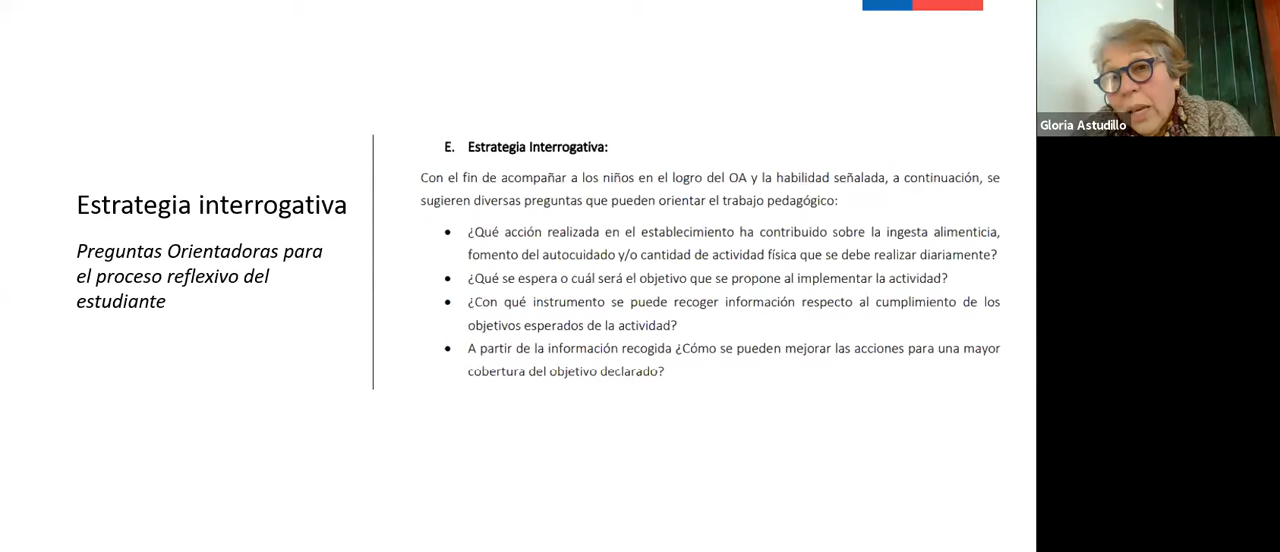 Estrategia interrogativa
Preguntas Orientadoras para
el proceso reflexivo del
estudiante
E. Estrategia Interrogativa:
Con el fin de acompañar a los niños en el logro del OA y la habilidad señalada, a continuación, se
sugieren diversas preguntas que pueden orientar el trabajo pedagógico:
• ¿Qué acción realizada en el establecimiento ha contribuido sobre la ingesta alimenticia,
fomento del autocuidado y/o cantidad de actividad física que se debe realizar diariamente?
• ¿Qué se espera o cuál será el objetivo que se propone al implementar la actividad?
• ¿Con qué instrumento se puede recoger información respecto al cumplimiento de los
objetivos esperados de la actividad?
• A partir de la información recogida ¿Cómo se pueden mejorar las acciones para una mayor
cobertura del objetivo declarado?
Gloria Astudillo